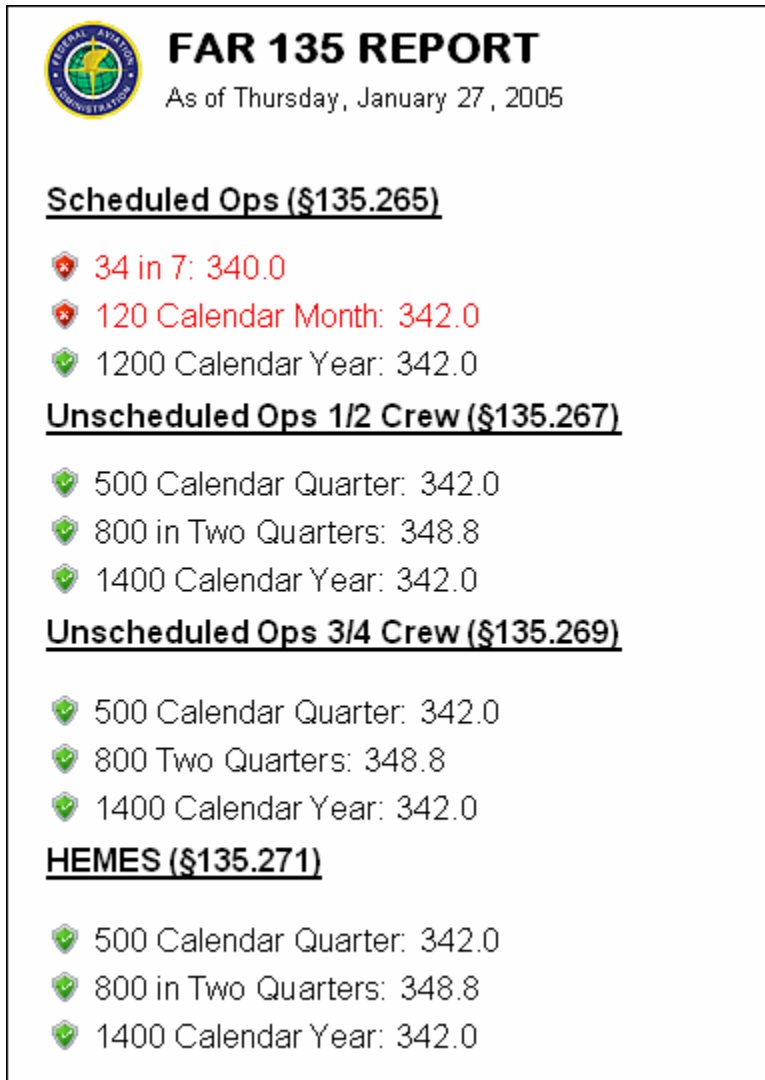 FEDERAL AVIATION
ADMINISTRATION
FAR 135 REPORT
As of Thursday, January 27 , 2005
Scheduled Ops (§135.265)
34 in 7: 340.0
120 Calendar Month: 342.0
1200 Calendar Year: 342.0
Unscheduled Ops 1/2 Crew (§135.267)
500 Calendar Quarter: 342.0
800 in Two Quarters: 348.8
1400 Calendar Year: 342.0
Unscheduled Ops 3/4 Crew (§135.269)
500 Calendar Quarter: 342.0
800 Two Quarters: 348.8
1400 Calendar Year: 342.0
HEMES (§135.271)
500 Calendar Quarter: 342.0
800 in Two Quarters: 348.8
1400 Calendar Year: 342.0